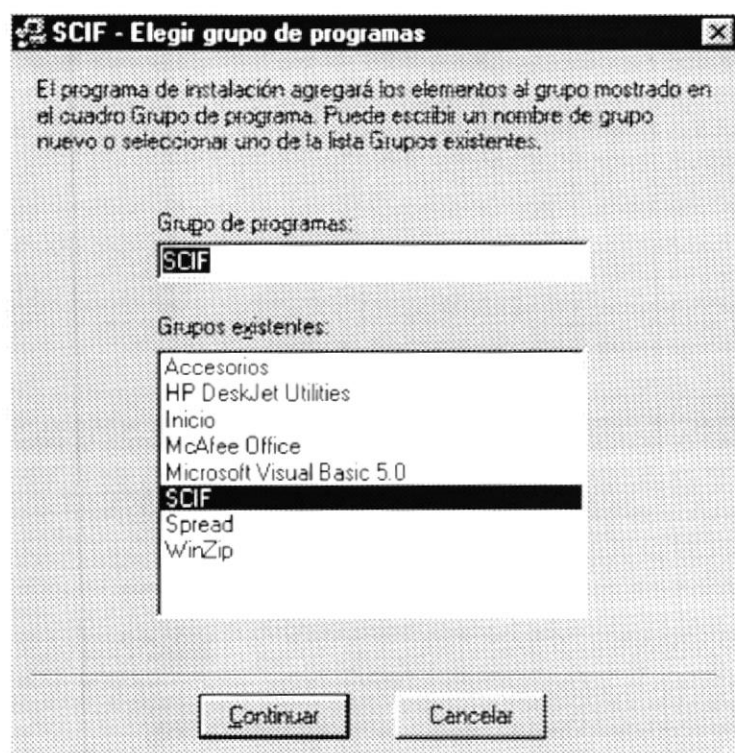 SCIF - Elegir grupo de programas
El programa de instalación agregará los elementos al grupo mostrado en
el cuadro Grupo de programa. Puede escribir un nombre de grupo
nuevo o seleccionar uno de la lista Grupos existentes.
Grupo de programas:
SCIF
Grupos existentes:
Accesorios
HP DeskJet Utilities
Inicio
McAfee Office
Microsoft Visual Basic 5.0
SCIF
Spread
WinZip
Continuar
Cancelar